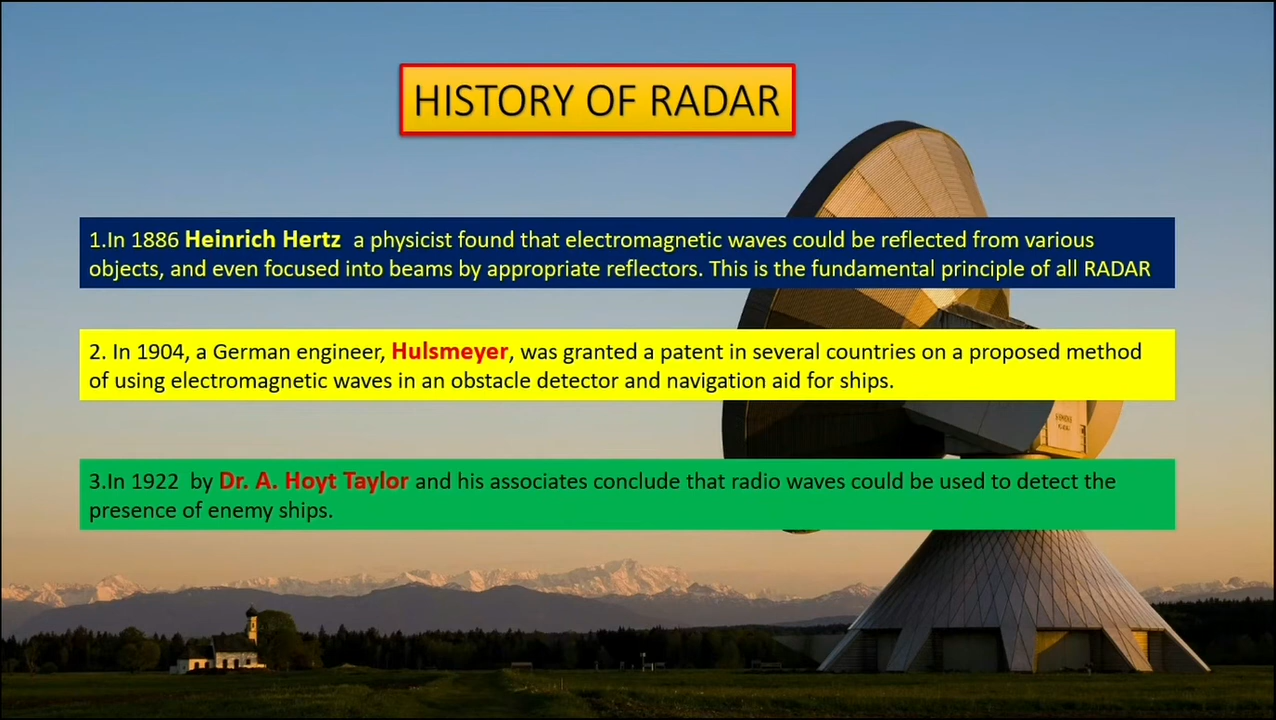 HISTORY OF RADAR
1.In 1886 Heinrich Hertz a physicist found that electromagnetic waves could be reflected from various
objects, and even focused into beams by appropriate reflectors. This is the fundamental principle of all RADAR
2. In 1904, a German engineer, Hulsmeyer, was granted a patent in several countries on a proposed method
of using electromagnetic waves in an obstacle detector and navigation aid for ships.
3.In 1922 by Dr. A. Hoyt Taylor and his associates conclude that radio waves could be used to detect the
presence of enemy ships.